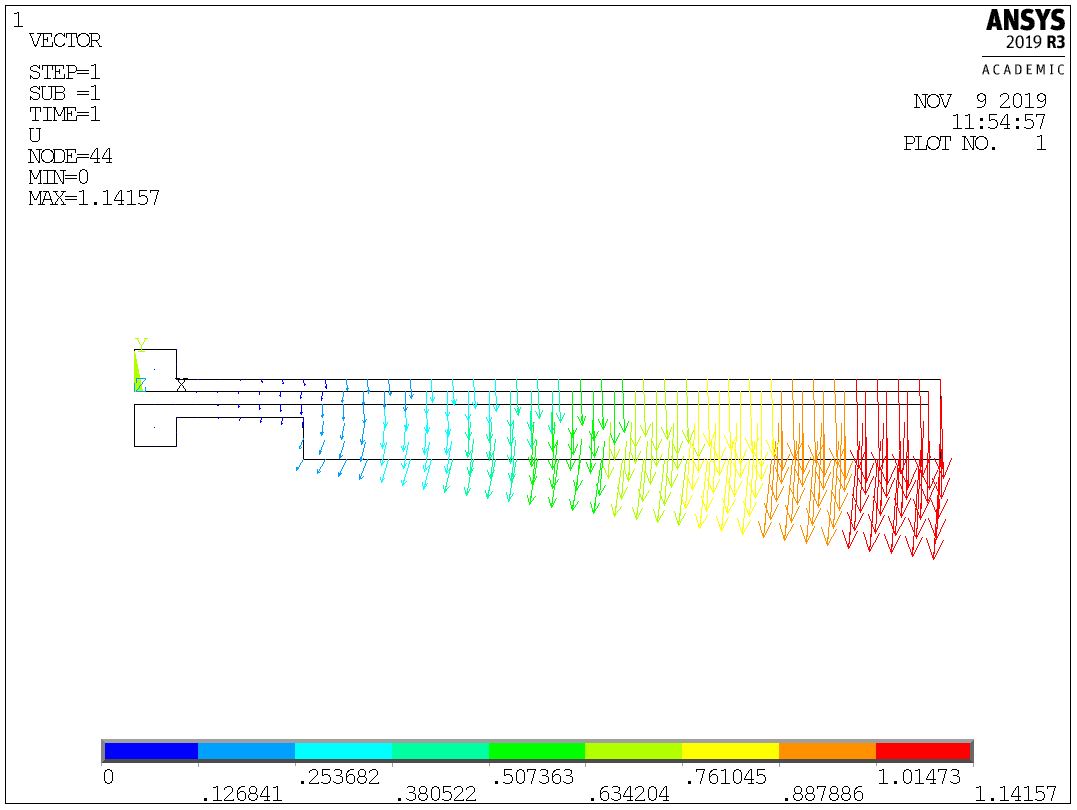 1
VECTOR
STEP=1
SUB =1
TIME=1
U
NODE=44
MIN=0
MAX=1.14157
ANSYS
2019 R3
ACADEMIC
NOV  9 2019
11:54:57
PLOT NO.   1
Y
Z X
0 .253682 .507363 .761045 1.01473
.126841 .380522 .634204 .887886 1.14157